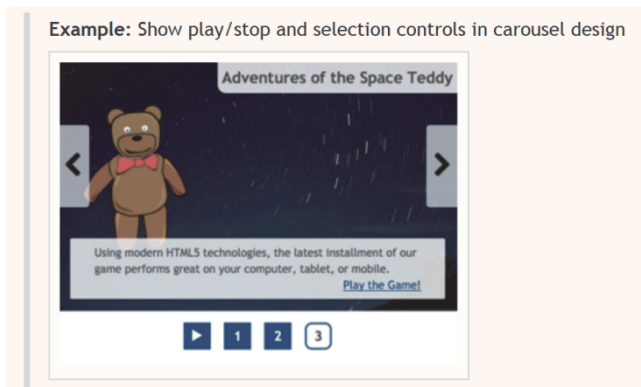 Example: Show play/stop and selection controls in carousel design
Adventures of the Space Teddy
Using modern HTML5 technologies, the latest installment of our
game performs great on your computer, tablet, or mobile.
Play the Game!
1 2 3